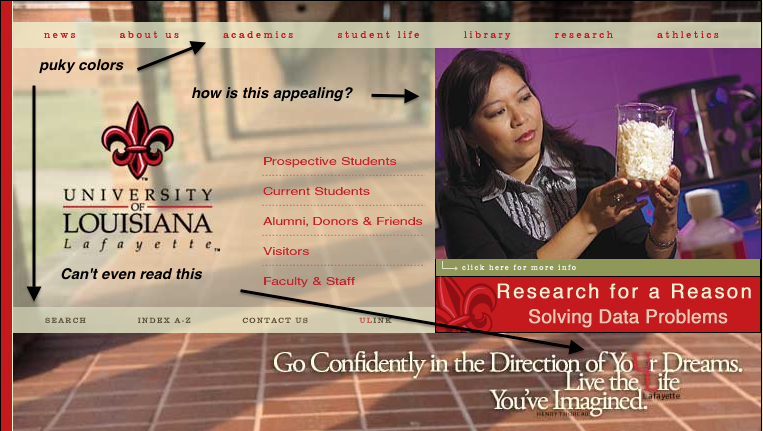 news about us academics student life library research athletics
puky colors
how is this appealing?
Prospective Students
Current Students
Alumni, Donors & Friends
Visitors
Faculty & Staff
UNIVERSITY
OF
LOUISIANA
Lafayette™
Can't even read this
click here for more info
Research for a Reason
Solving Data Problems
SEARCH INDEX A-Z CONTACT US ULINK
Go Confidently in the Direction of YoUr Dreams.
Live the Life
Lafayette
You've Imagined.
HENRY THOREAU